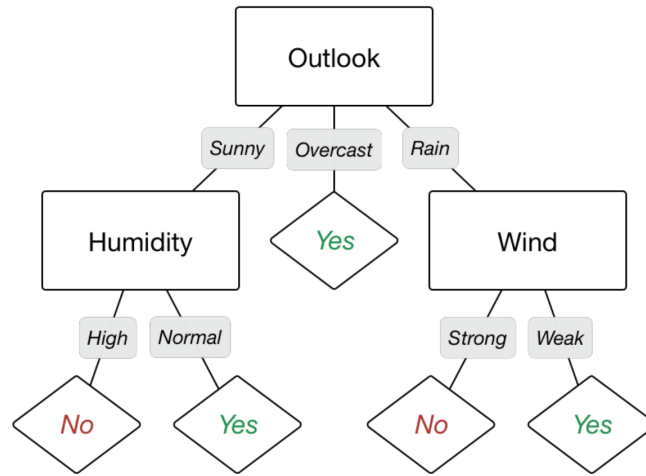 Outlook
Sunny
Overcast
Rain
Humidity
Yes
Wind
High
Normal
Strong
Weak
No
Yes
No
Yes